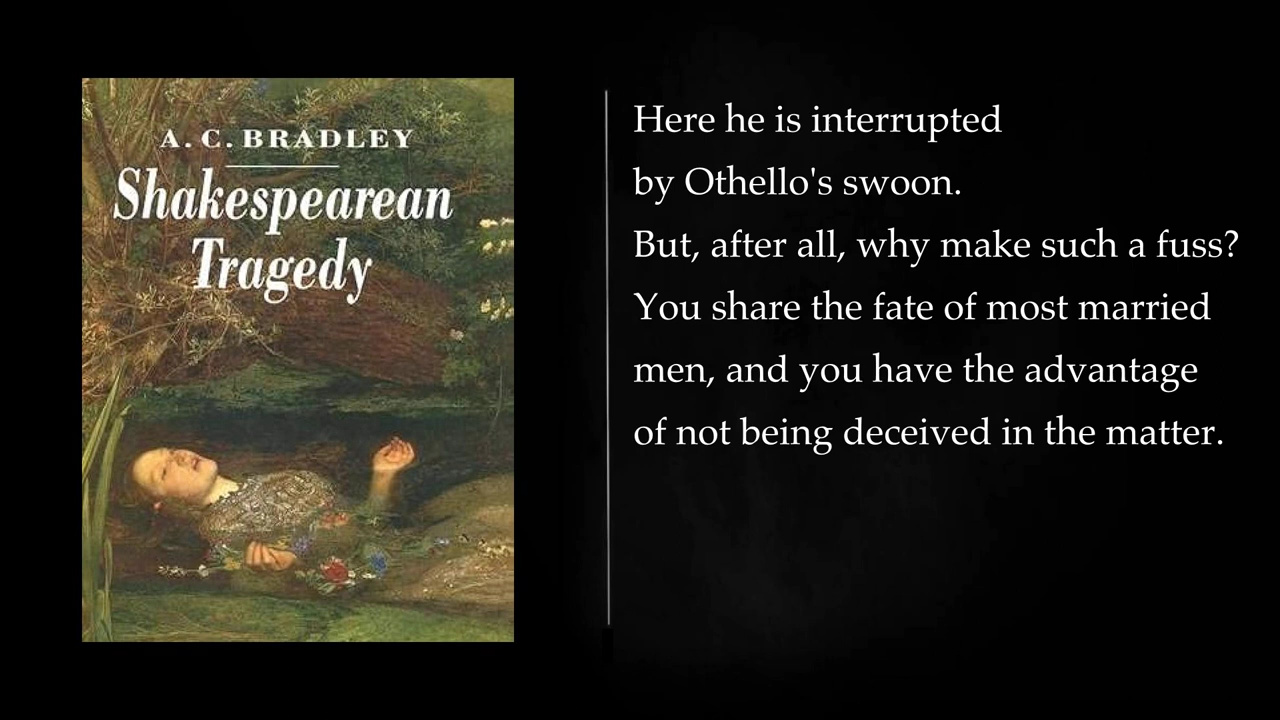 A. C. BRADLEY
Shakespearean
Tragedy
Here he is interrupted
by Othello's swoon.
But, after all, why make such a fuss?
You share the fate of most married
men, and you have the advantage
of not being deceived in the matter.